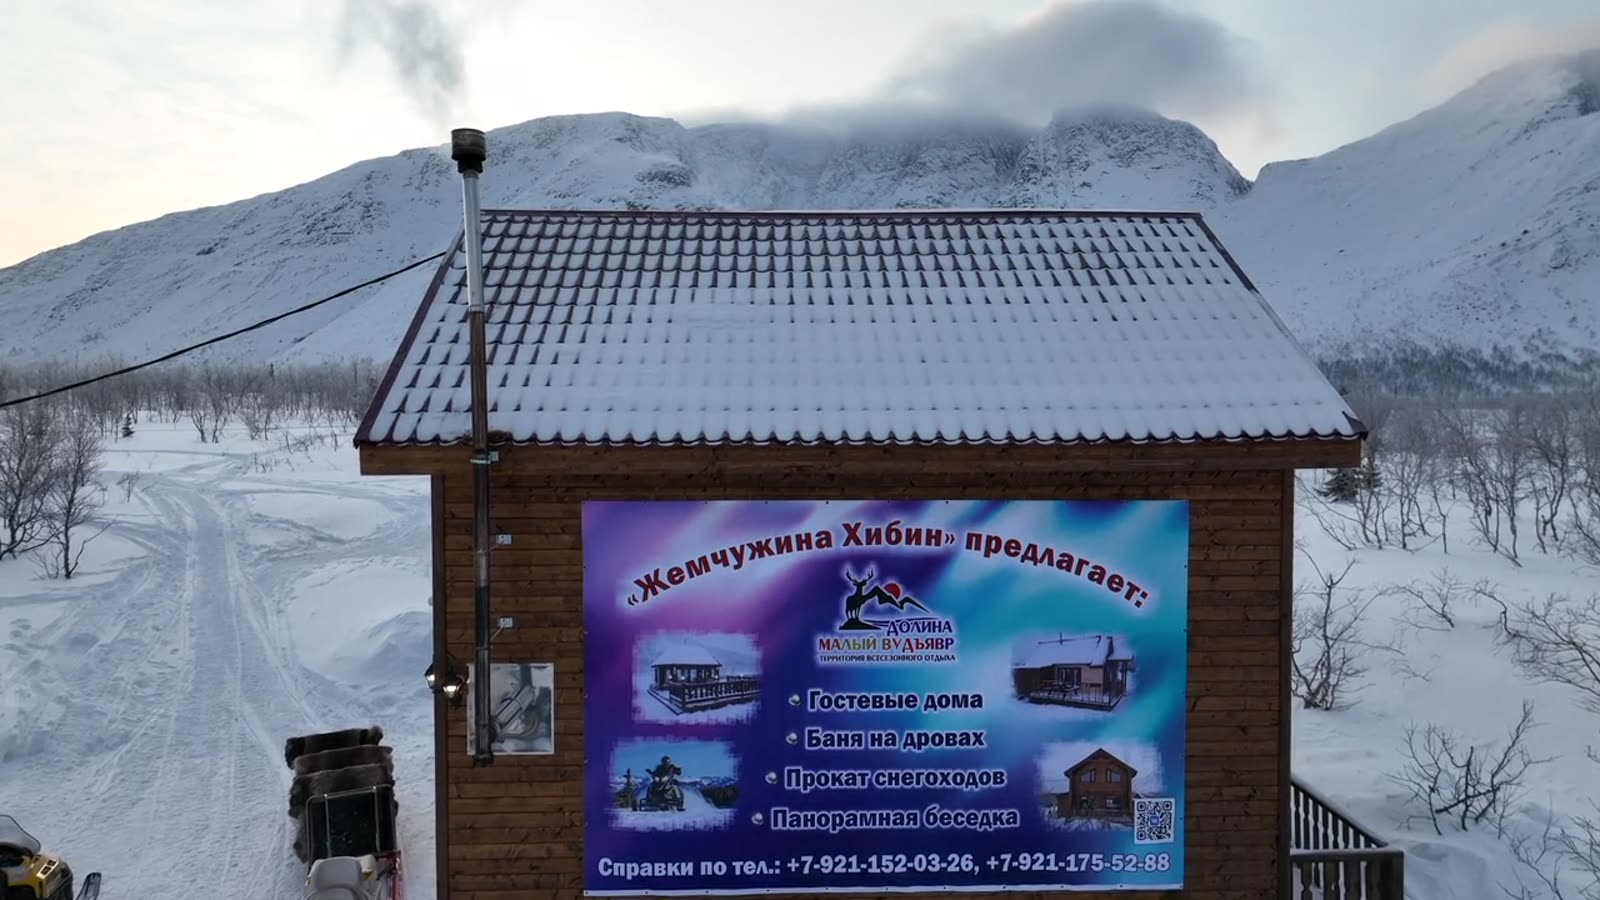 «Жемчужина Хибин» предлагает:
ДОЛИНА
МАЛЫЙ ВУДЪЯВР
ТЕРРИТОРИЯ ВСЕСЕЗОННОГО ОТДЫХА
Гостевые дома
Баня на дровах
Прокат снегоходов
Панорамная беседка
Справки по тел.: +7-921-152-03-26, +7-921-175-52-88